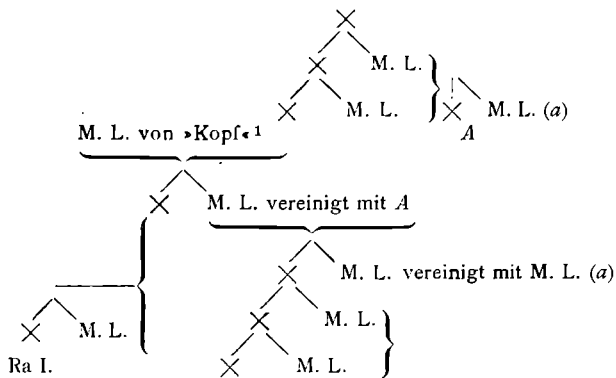 M. L.
M. L. M. L. (a)
A
M. L. von »Kopf« 1
M. L. vereinigt mit A
M. L. vereinigt mit M. L. (a)
M. L. M. L.
Ra I. M. L.